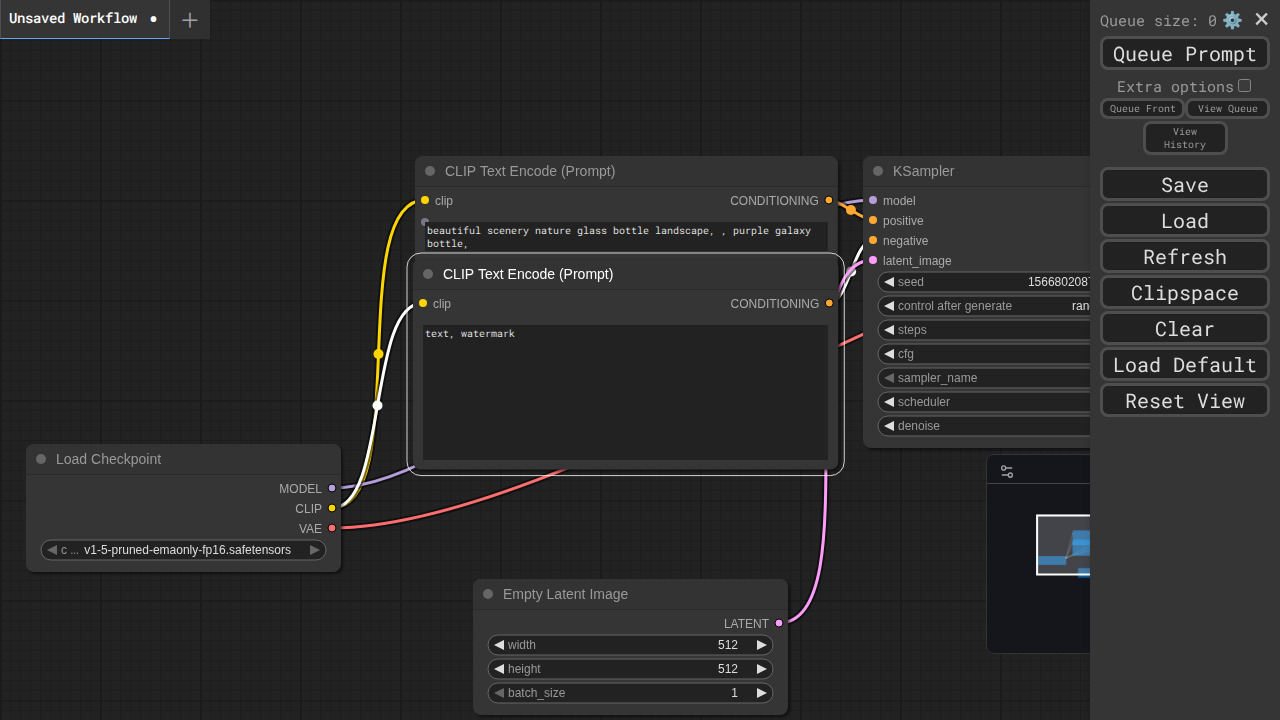 Unsaved Workflow
Queue size: 0
Queue Prompt
Extra options
Queue Front
View Queue
View
History
Save
Load
Refresh
Clipspace
Clear
Load Default
Reset View
CLIP Text Encode (Prompt)
clip
CONDITIONING
beautiful scenery nature glass bottle landscape, , purple galaxy
bottle,
CLIP Text Encode (Prompt)
clip
CONDITIONING
text, watermark
KSampler
model
positive
negative
latent_image
seed
control after generate
steps
cfg
sampler_name
scheduler
denoise
Load Checkpoint
MODEL
CLIP
VAE
c ... v1-5-pruned-emaonly-fp16.safetensors
Empty Latent Image
LATENT
width 512
height 512
batch_size 1